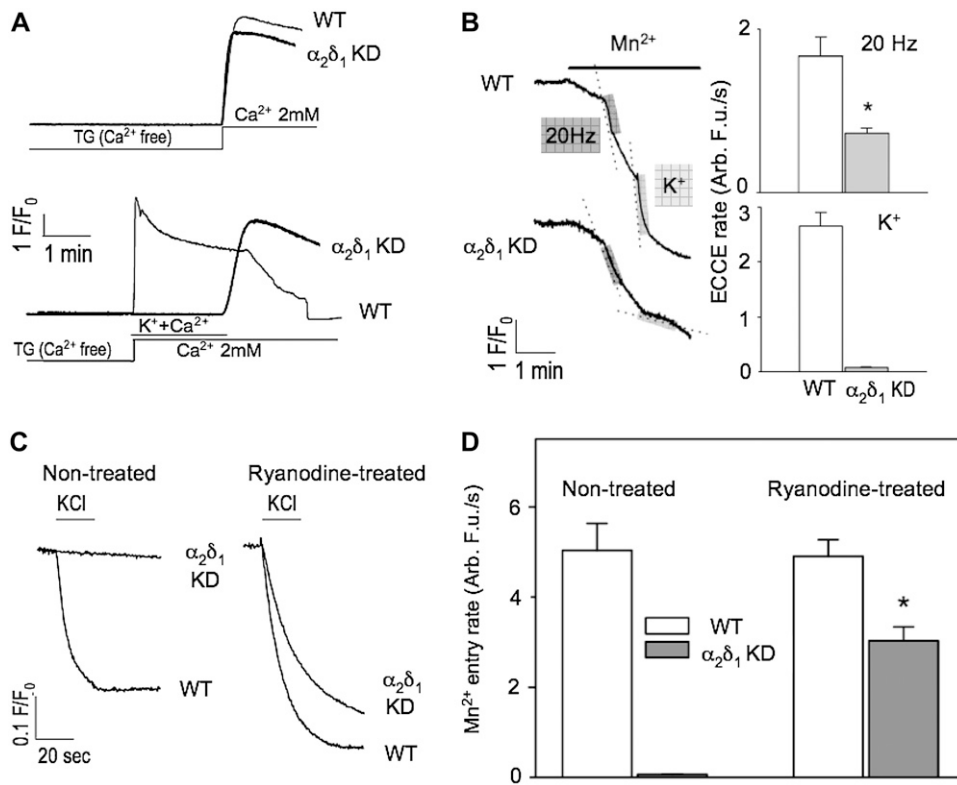 A
WT
α₂δ₁ KD
Ca²⁺ 2mM
TG (Ca²⁺ free)
1 F/F₀
1 min
α₂δ₁ KD
WT
K⁺+Ca²⁺
TG (Ca²⁺ free)
Ca²⁺ 2mM
B
Mn²⁺
WT
20Hz
K⁺
α₂δ₁ KD
1 F/F₀
1 min
ECCE rate (Arb. F.u./s)
2
20 Hz
*
0
3
K⁺
2
1
0
WT α₂δ₁ KD
C
Non-treated
KCl
α₂δ₁
KD
WT
0.1 F/F₀
20 sec
Ryanodine-treated
KCl
α₂δ₁
KD
WT
D
Mn²⁺ entry rate (Arb. F.u./s)
6
4
2
0
Non-treated
Ryanodine-treated
*
WT
α₂δ₁ KD